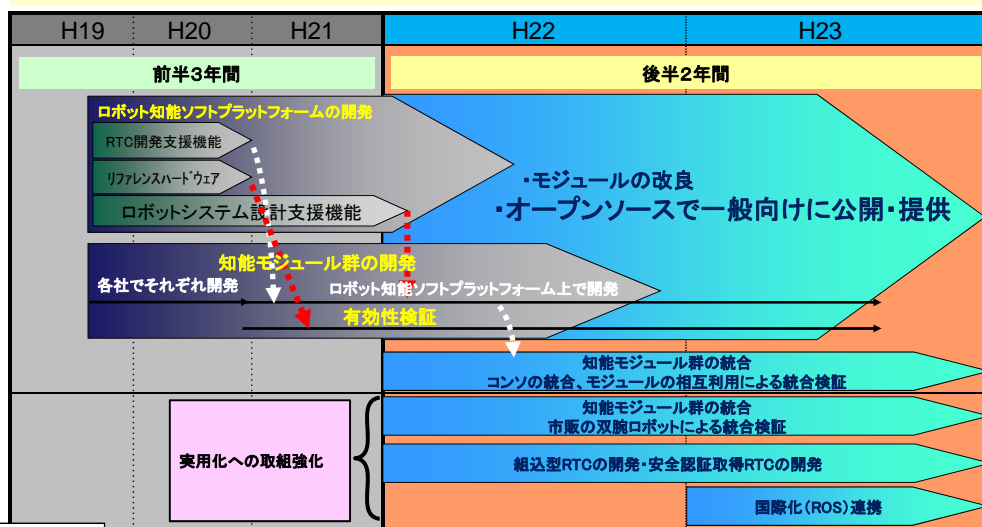 H19
H20
H21
H22
H23
前半3年間
後半2年間
ロボット知能ソフトプラットフォームの開発
RTC開発支援機能
リファレンスハードウェア
ロボットシステム設計支援機能
・モジュールの改良
・オープンソースで一般向けに公開・提供
知能モジュール群の開発
各社でそれぞれ開発
ロボット知能ソフトプラットフォーム上で開発
有効性検証
知能モジュール群の統合
コンソの統合、モジュールの相互利用による統合検証
知能モジュール群の統合
市販の双腕ロボットによる統合検証
実用化への取組強化
組込型RTCの開発・安全認証取得RTCの開発
国際化(ROS)連携